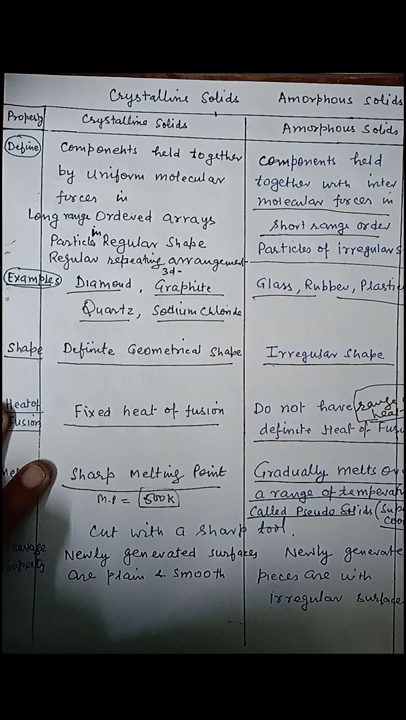 Crystalline Solids Amorphous solids
Property Crystalline Solids Amorphous Solids
Define
Components held together
by Uniform molecular
forces in
Long range Ordered arrays
in
Particles Regular Shape
Regular repeating arrangement
3d-
components held
together with inter
molecular forces in
short range order
Particles of irregular
Examples Diamond, Graphite
Quartz, Sodium Chloride
Glass, Rubber, Plastic
Shape Definite Geometrical Shape Irregular Shape
Heat of
Fusion
Fixed heat of fusion
Do not have range
heat
definite Heat of
Sharp Melting Point
M.P = 500K
Gradually melts
a range of
called Pseudo Solids
Cut with a sharp tool.
Newly generated surfaces
are plain & smooth
Newly
pieces are with
irregular